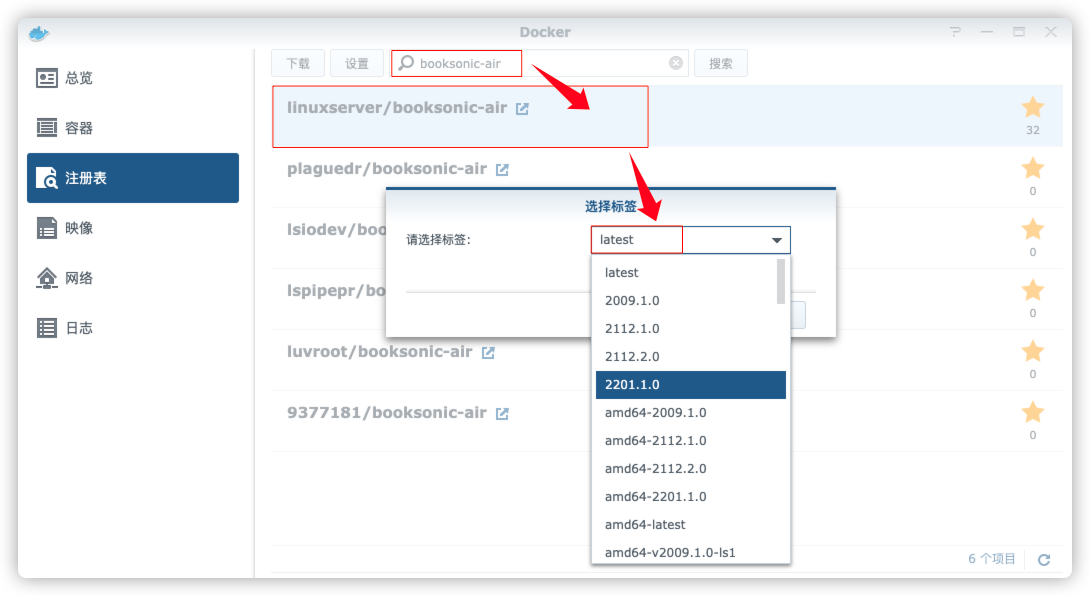 Docker
总览
容器
注册表
映像
网络
日志
下载 设置 booksonic-air 搜索
linuxserver/booksonic-air
32
plaguedr/booksonic-air
0
选择标签
lsiodev/boo
0
请选择标签: latest
latest
lspipepr/bo
2009.1.0
0
2112.1.0
luvroot/booksonic-air
2112.2.0
0
2201.1.0
9377181/booksonic-air
amd64-2009.1.0
0
amd64-2112.1.0
amd64-2112.2.0
amd64-2201.1.0
amd64-latest
amd64-v2009.1.0-ls1
6 个项目